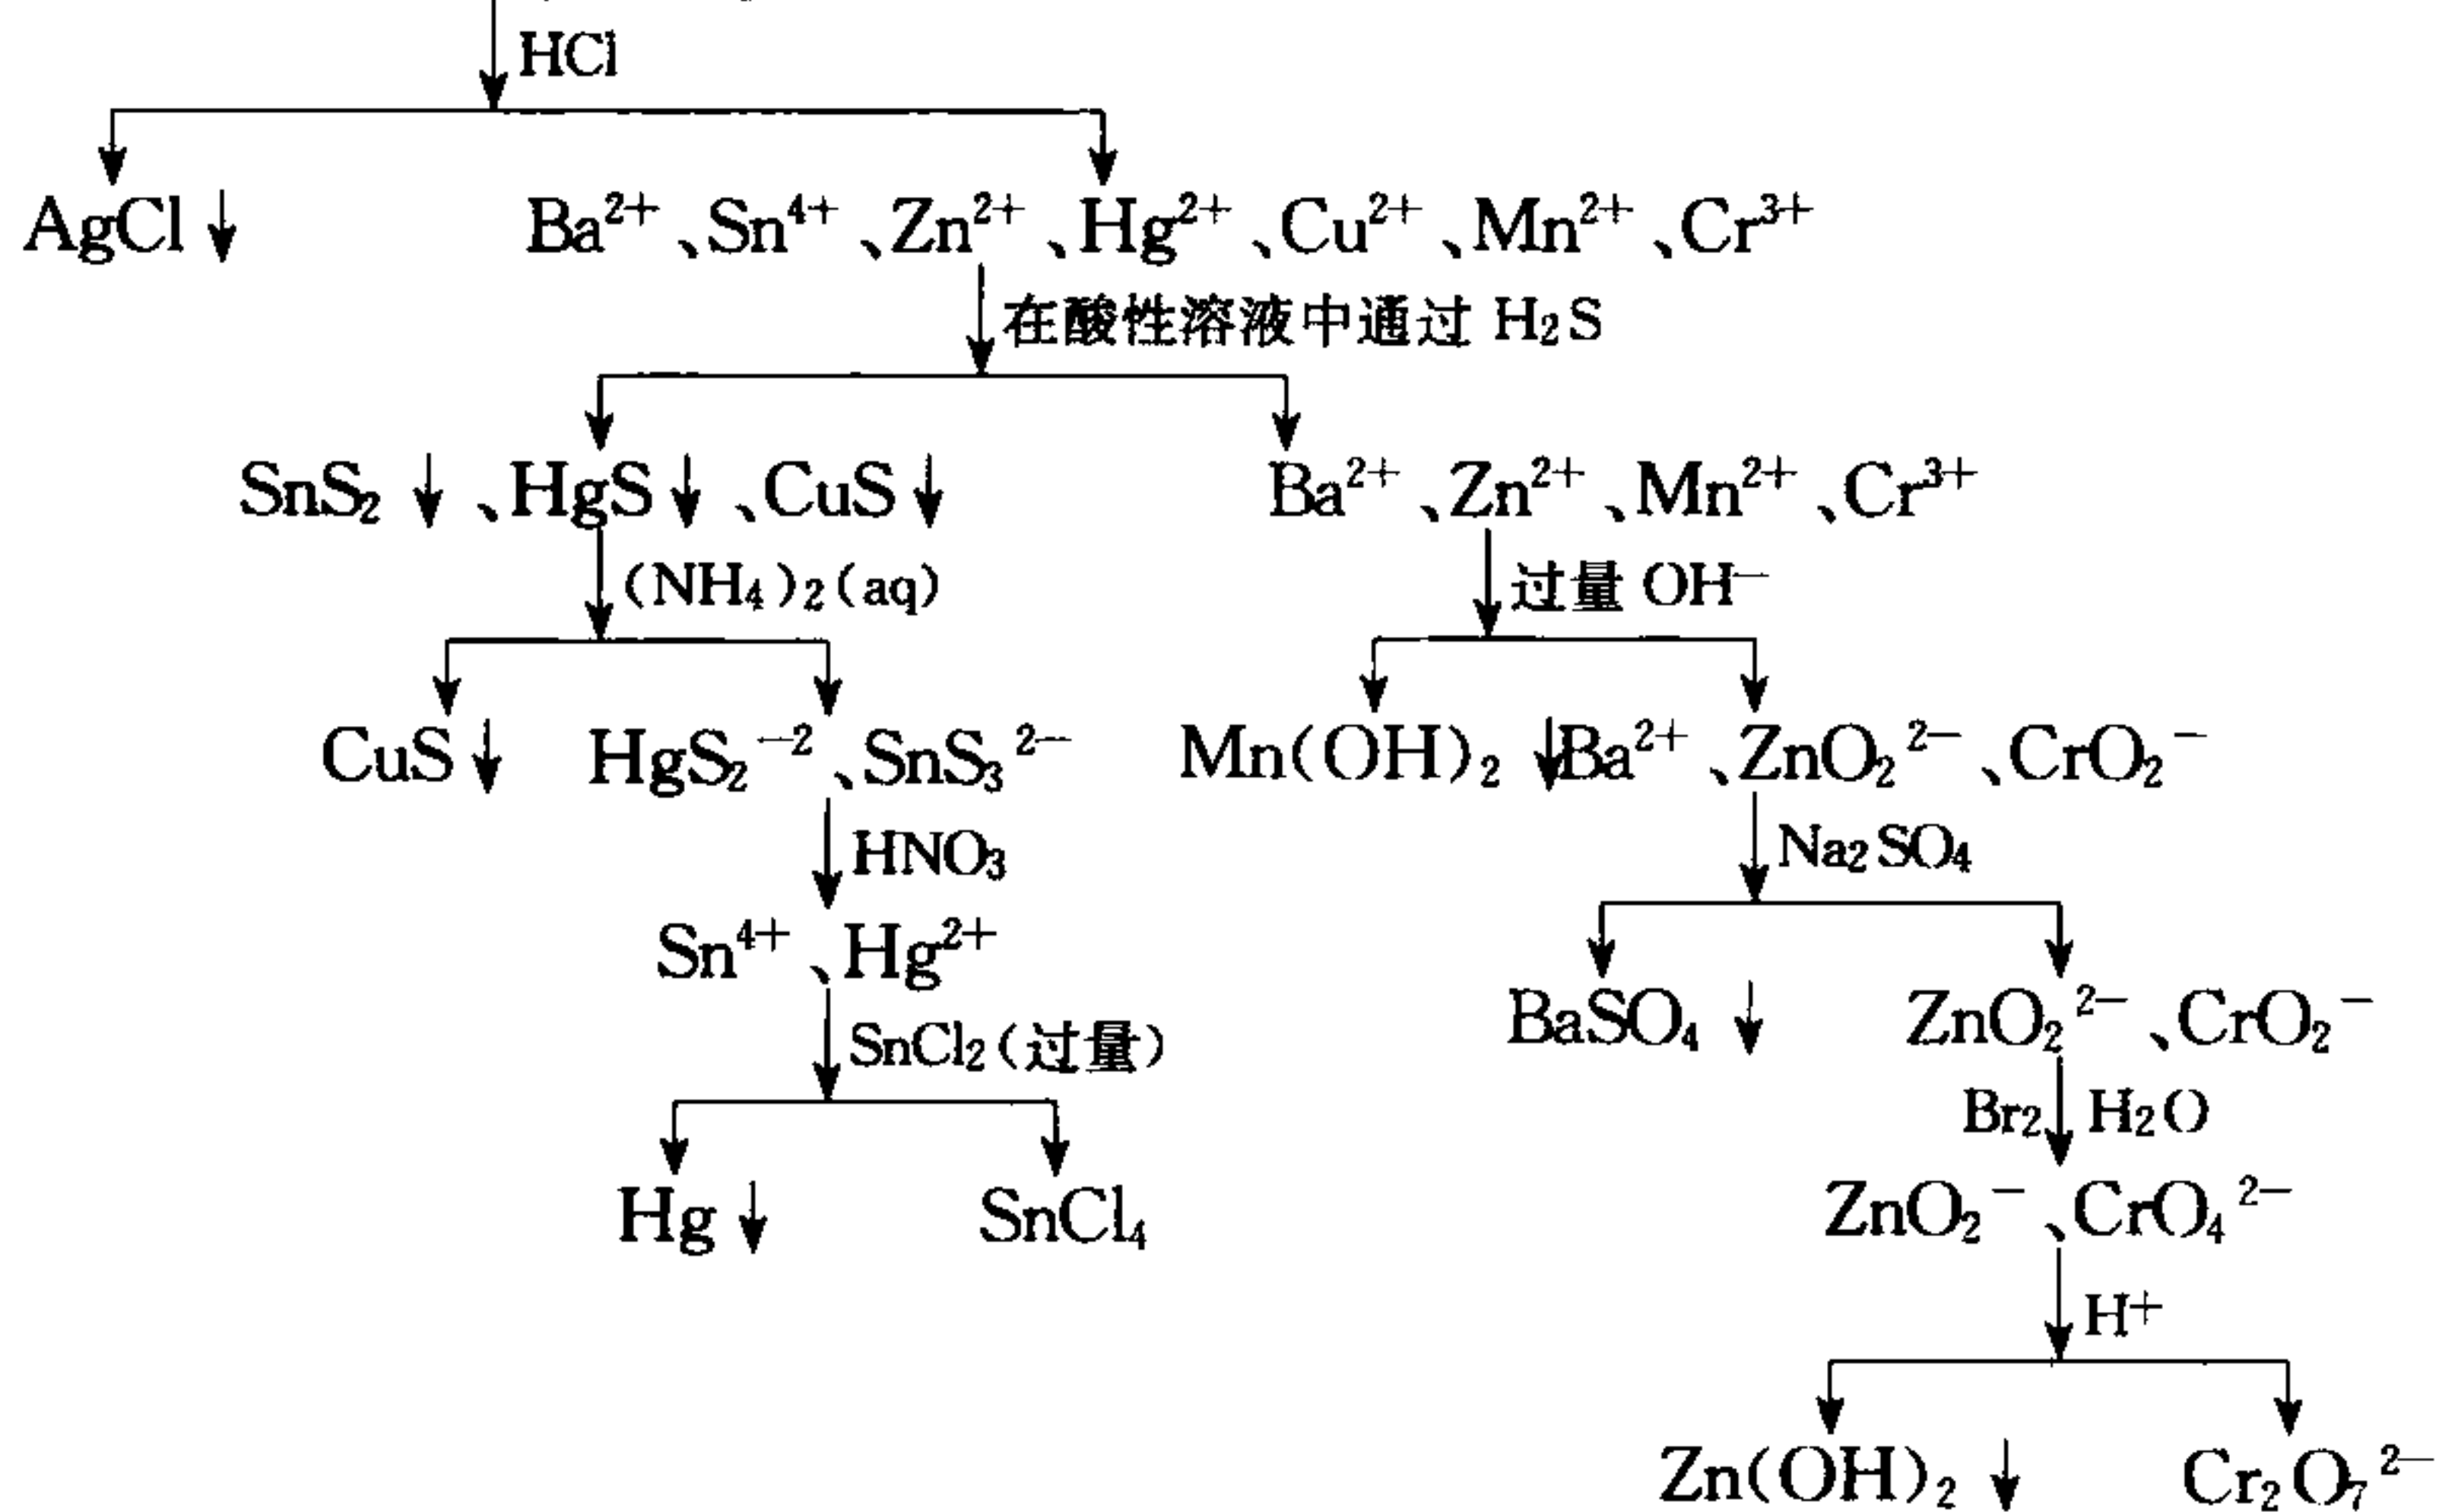 HCl
AgCl↓ Ba²⁺、Sn⁴⁺、Zn²⁺、Hg²⁺、Cu²⁺、Mn²⁺、Cr³⁺
在酸性溶液中通过 H₂S
SnS₂↓、HgS↓、CuS↓ Ba²⁺、Zn²⁺、Mn²⁺、Cr³⁺
(NH₄)₂(aq) 过量 OH⁻
CuS↓ HgS₂⁻²、SnS₃²⁻ Mn(OH)₂↓Ba²⁺、ZnO₂²⁻、CrO₂⁻
HNO₃ Na₂SO₄
Sn⁴⁺、Hg²⁺
BaSO₄↓ ZnO₂²⁻、CrO₂⁻
SnCl₂(过量)
Br₂ H₂O
Hg↓ SnCl₄ ZnO₂⁻、CrO₄²⁻
H⁺
Zn(OH)₂↓ Cr₂O₇²⁻